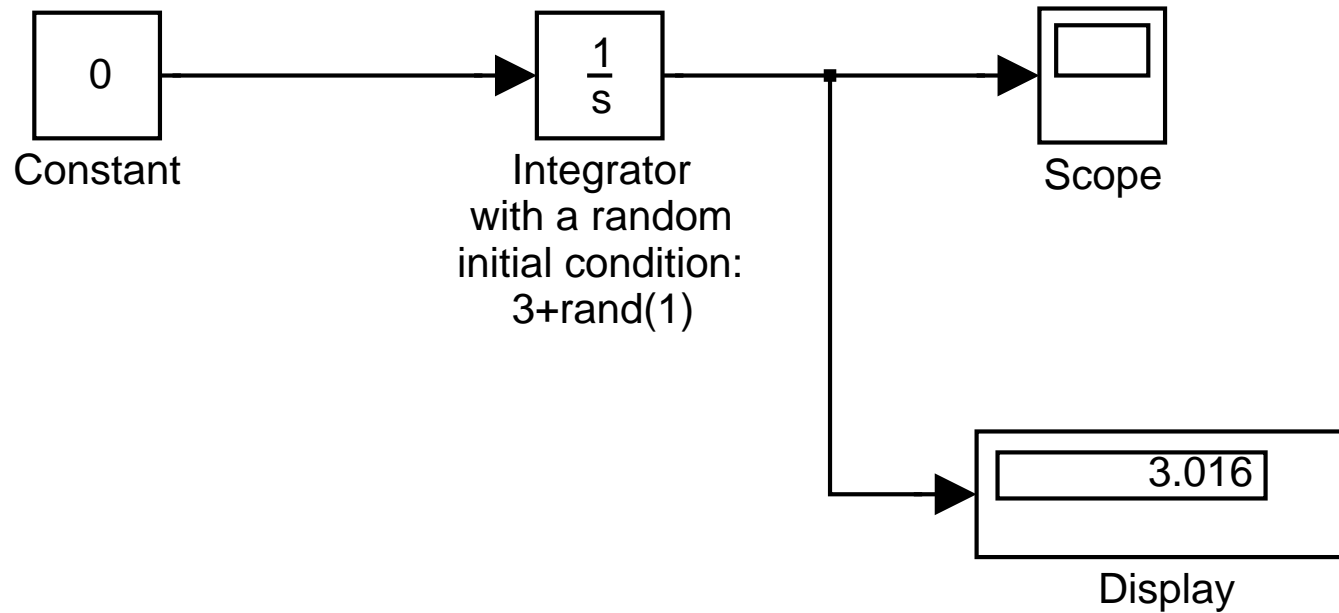 0
Constant
1
s
Integrator
with a random
initial condition:
3+rand(1)
Scope
3.016
Display